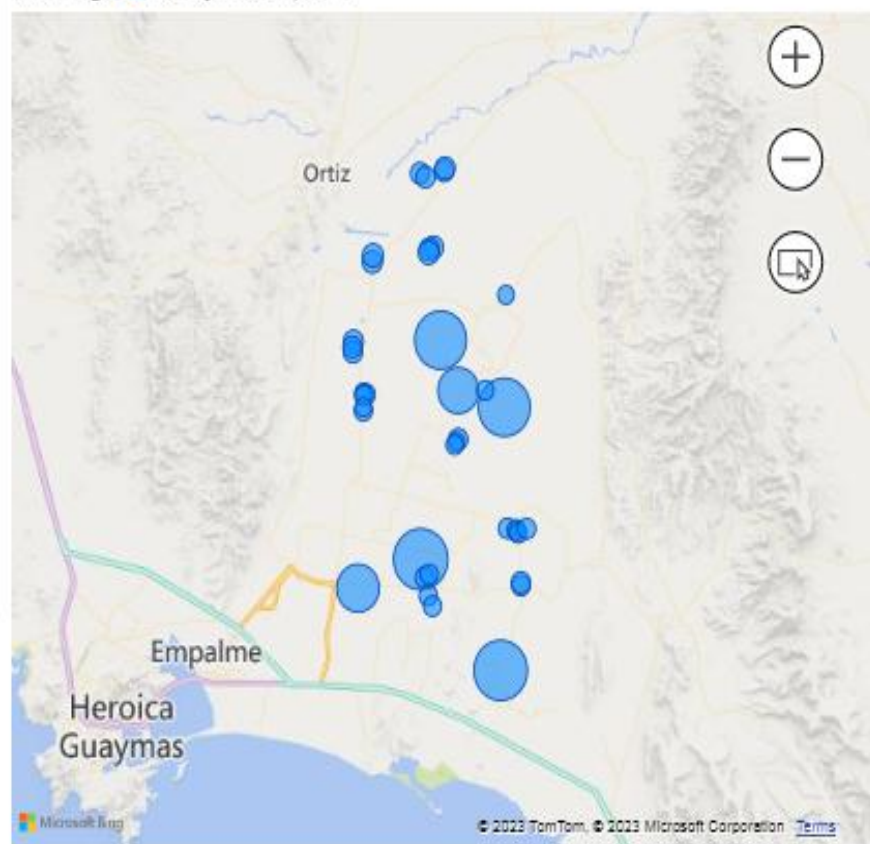 Ortiz
Empalme
Heroica
Guaymas
Microsoft Bing
© 2023 TomTom, © 2023 Microsoft Corporation Terms